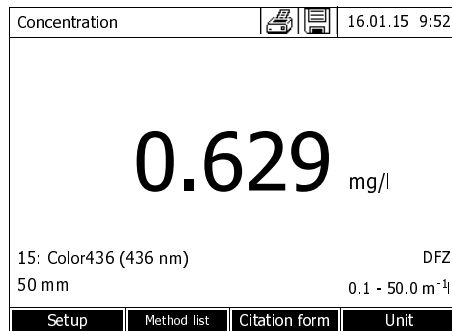 Concentration 16.01.15 9:52
0.629 mg/l
15: Color436 (436 nm) DFZ
50 mm 0.1 - 50.0 m⁻¹l
Setup Method list Citation form Unit